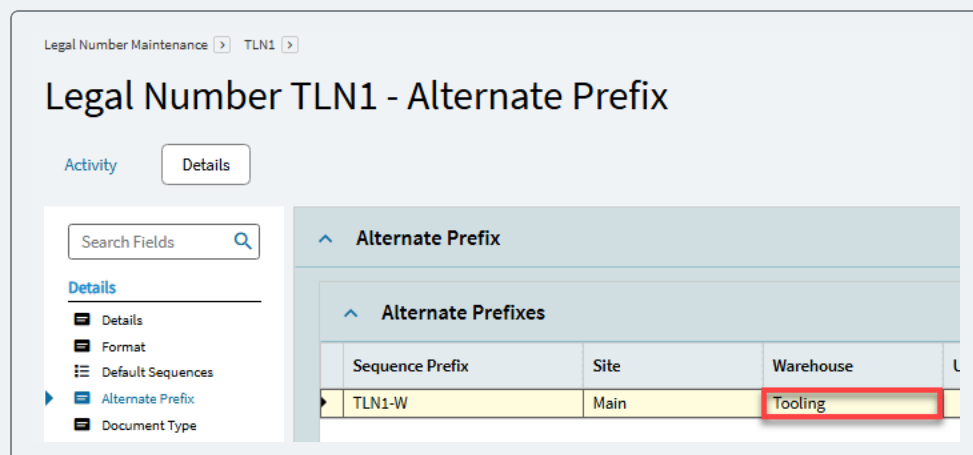 Legal Number Maintenance > TLN1 >
Legal Number TLN1 - Alternate Prefix
Activity Details
Search Fields
Details
Details
Format
Default Sequences
Alternate Prefix
Document Type
Alternate Prefix
Alternate Prefixes
Sequence Prefix Site Warehouse
TLN1-W Main Tooling